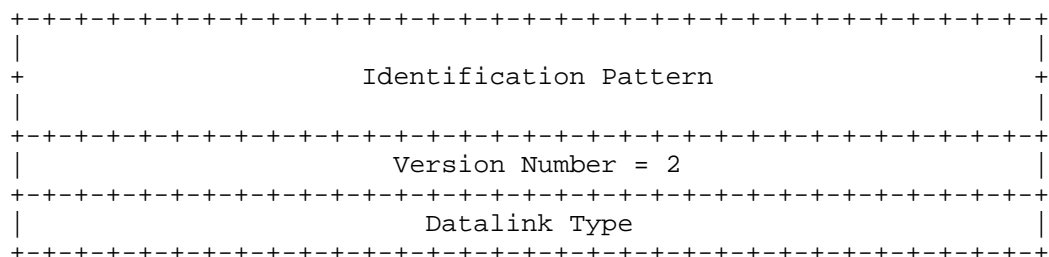 +-+-+-+-+-+-+-+-+-+-+-+-+-+-+-+-+-+-+-+-+-+-+-+-+-+-+-+-+-+-+-+-+
|                                                               |
+                     Identification Pattern                    +
|                                                               |
+-+-+-+-+-+-+-+-+-+-+-+-+-+-+-+-+-+-+-+-+-+-+-+-+-+-+-+-+-+-+-+-+
|                       Version Number = 2                      |
+-+-+-+-+-+-+-+-+-+-+-+-+-+-+-+-+-+-+-+-+-+-+-+-+-+-+-+-+-+-+-+-+
|                         Datalink Type                         |
+-+-+-+-+-+-+-+-+-+-+-+-+-+-+-+-+-+-+-+-+-+-+-+-+-+-+-+-+-+-+-+-+